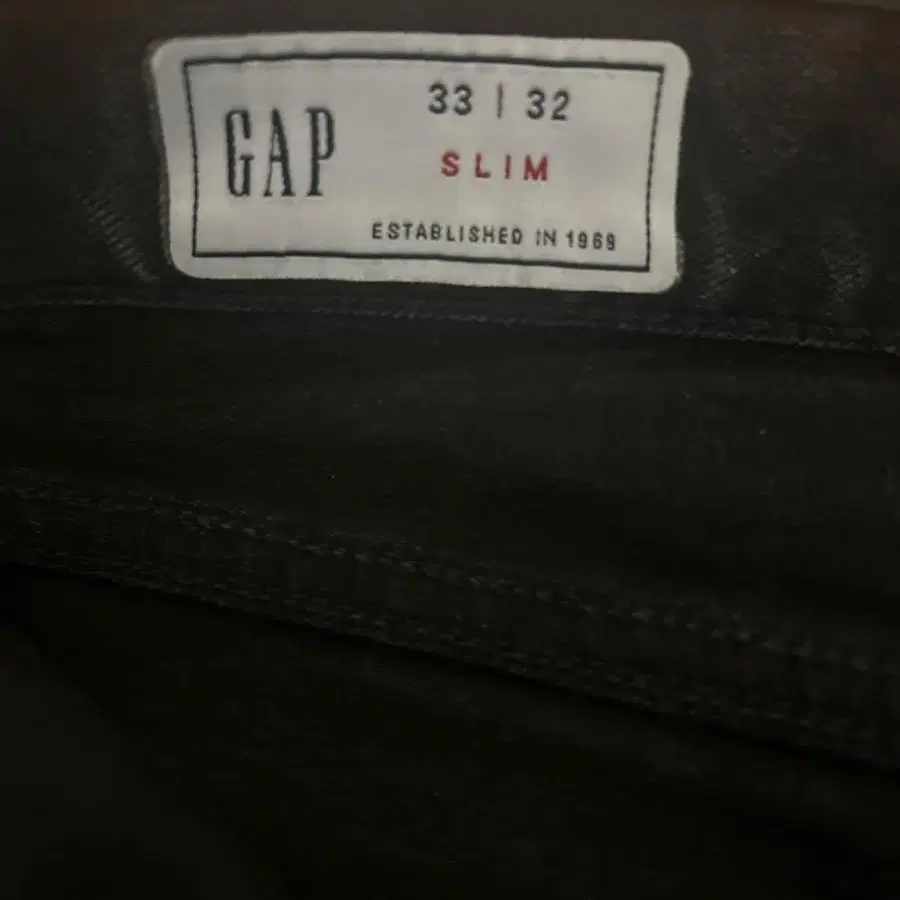 GAP
33 | 32
SLIM
ESTABLISHED IN 1969